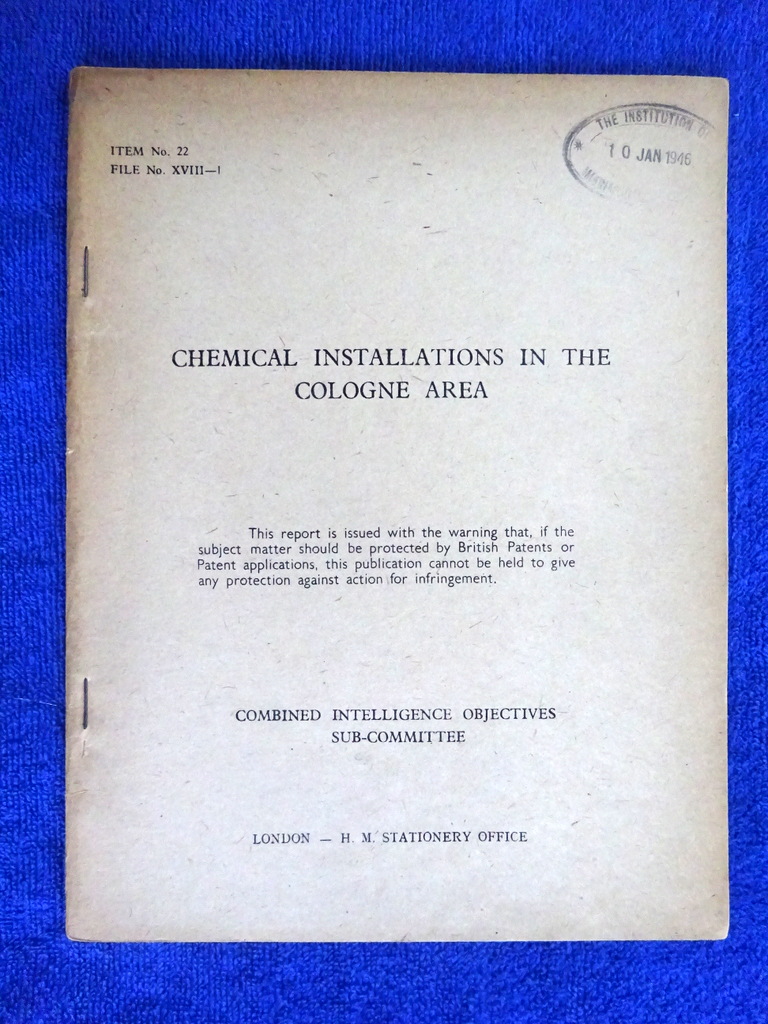 ITEM No. 22
FILE No. XVIII—1
THE INSTITUTION
* 10 JAN 1946
CHEMICAL INSTALLATIONS IN THE
COLOGNE AREA
This report is issued with the warning that, if the
subject matter should be protected by British Patents or
Patent applications, this publication cannot be held to give
any protection against action for infringement.
COMBINED INTELLIGENCE OBJECTIVES
SUB-COMMITTEE
LONDON — H. M. STATIONERY OFFICE